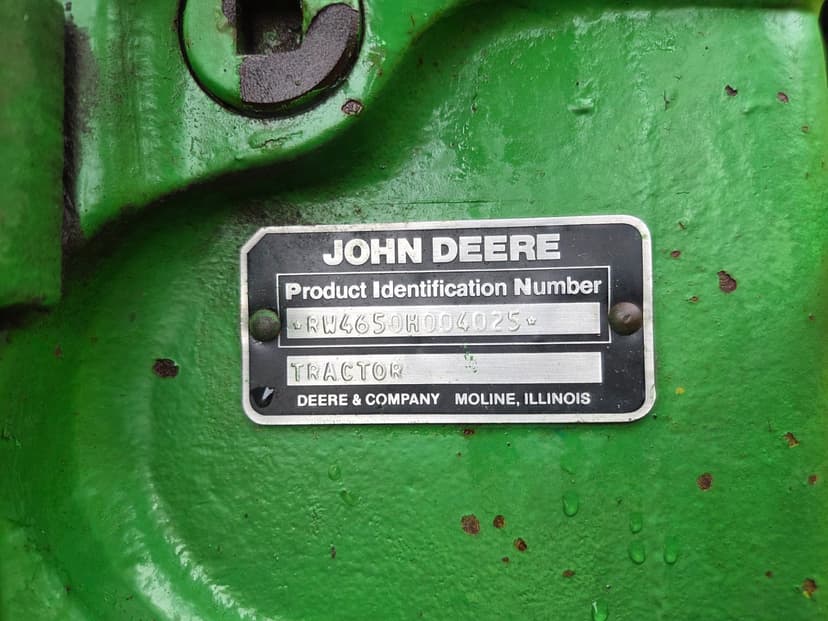 JOHN DEERE
Product Identification Number
*RW4650H004025*
TRACTOR
DEERE & COMPANY MOLINE, ILLINOIS